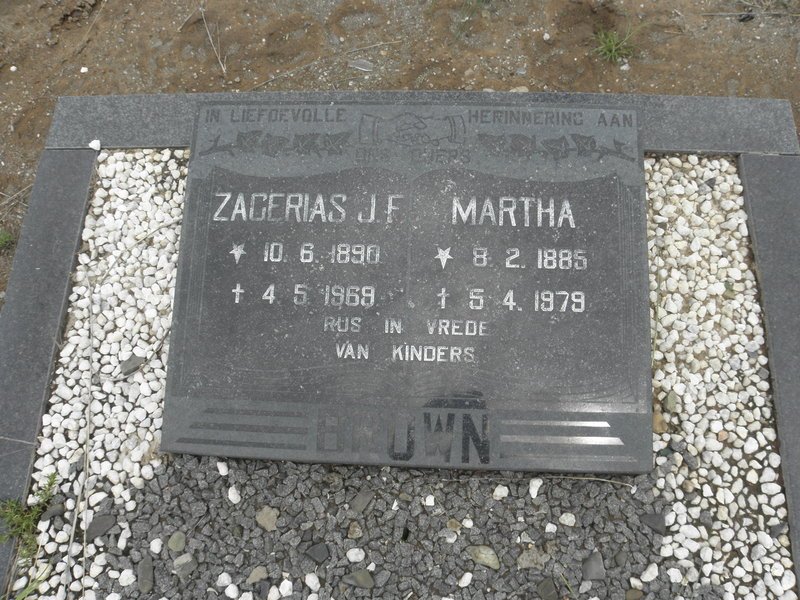 IN LIEFDEVOLLE HERINNERING AAN
ZACERIAS J.F. MARTHA
10. 6. 1890 8. 2. 1885
† 4. 5. 1969 † 5. 4. 1979
RUS IN VREDE
VAN KINDERS
BROWN